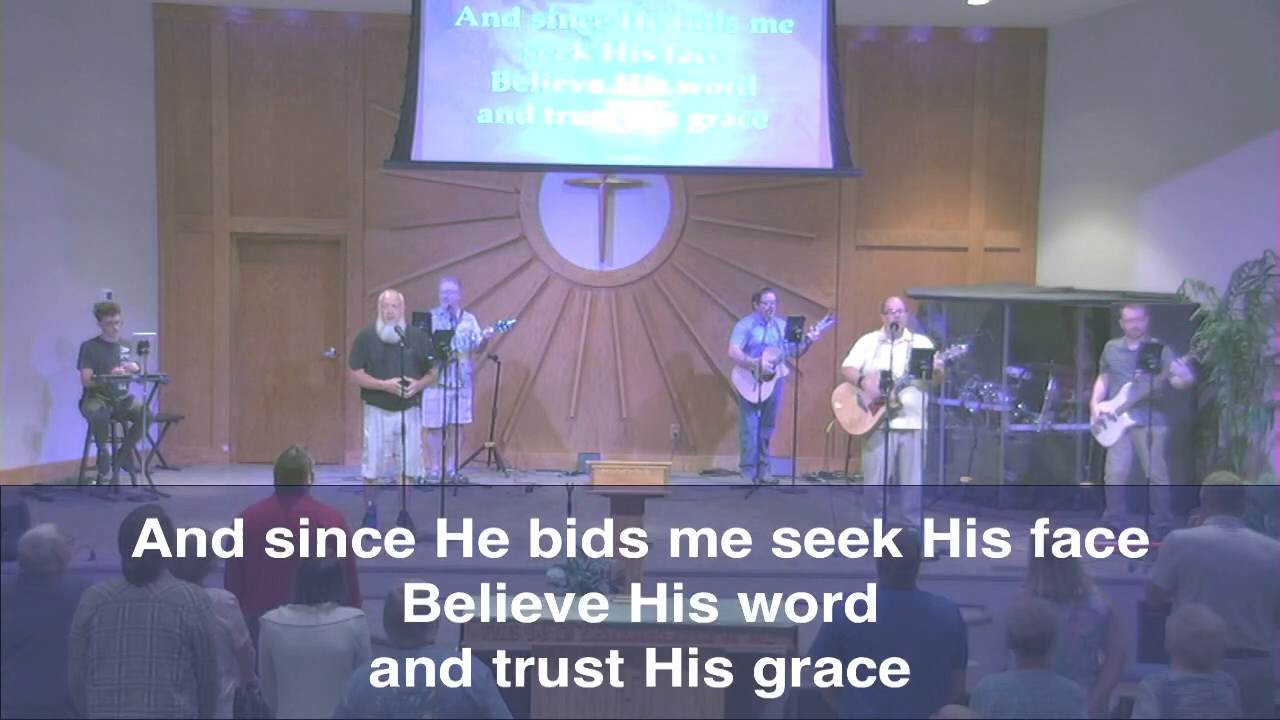 And since He bids me
seek His face
Believe His word
and trust His grace
And since He bids me seek His face
Believe His word
and trust His grace